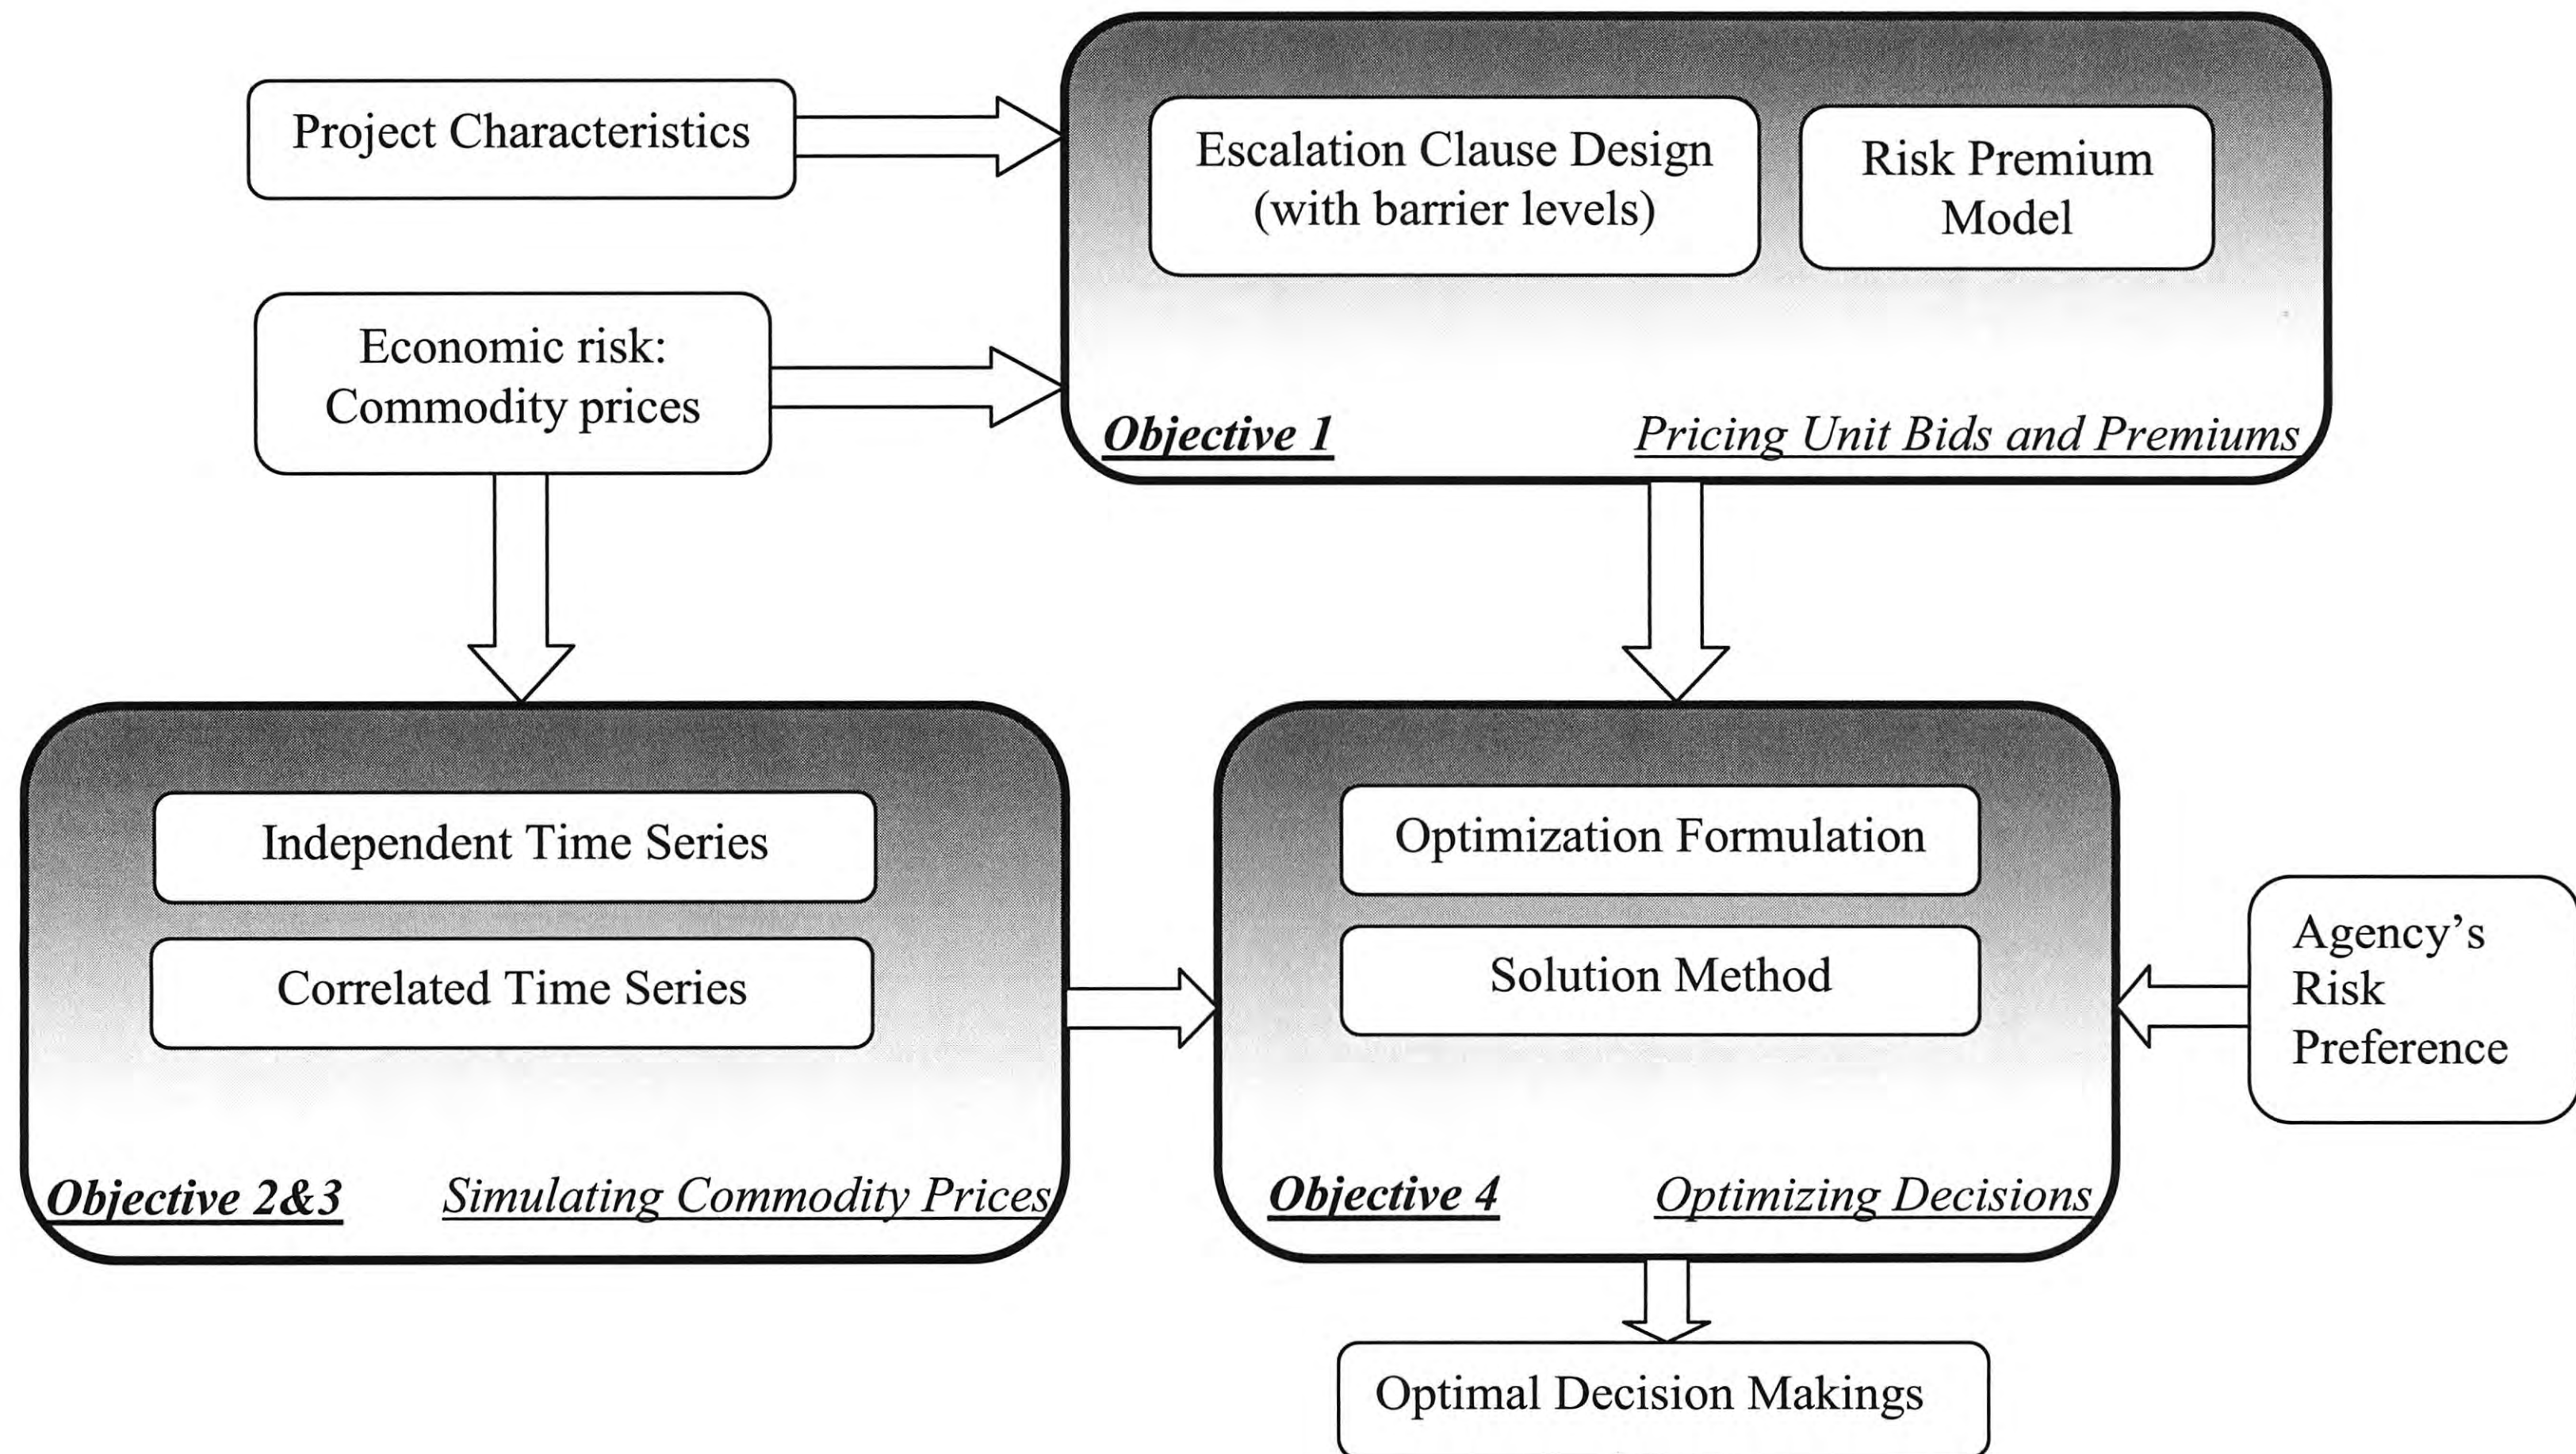 Project Characteristics
Escalation Clause Design
(with barrier levels)
Risk Premium
Model
Economic risk:
Commodity prices
Objective 1
Pricing Unit Bids and Premiums
Independent Time Series
Correlated Time Series
Objective 2&3
Simulating Commodity Prices
Optimization Formulation
Solution Method
Objective 4
Optimizing Decisions
Agency’s
Risk
Preference
Optimal Decision Makings